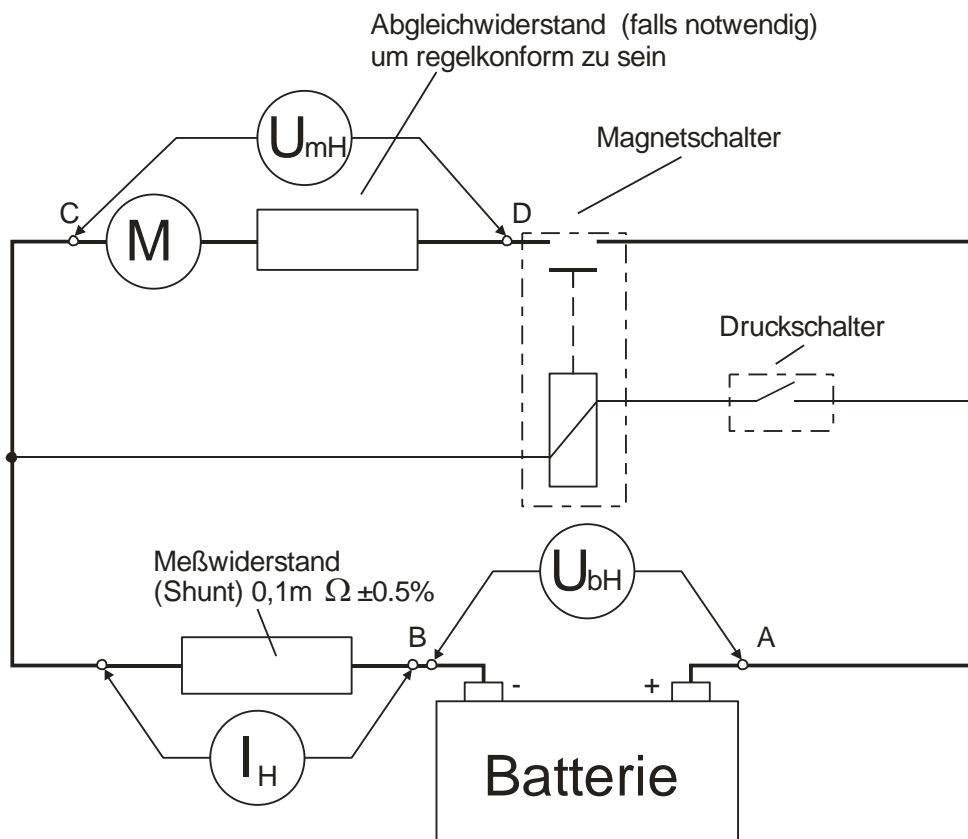 Abgleichwiderstand (falls notwendig)
um regelkonform zu sein
UmH
Magnetschalter
C
D
M
Druckschalter
Meßwiderstand
(Shunt) 0,1m Ω ±0.5%
UbH
B
A
- +
IH
Batterie